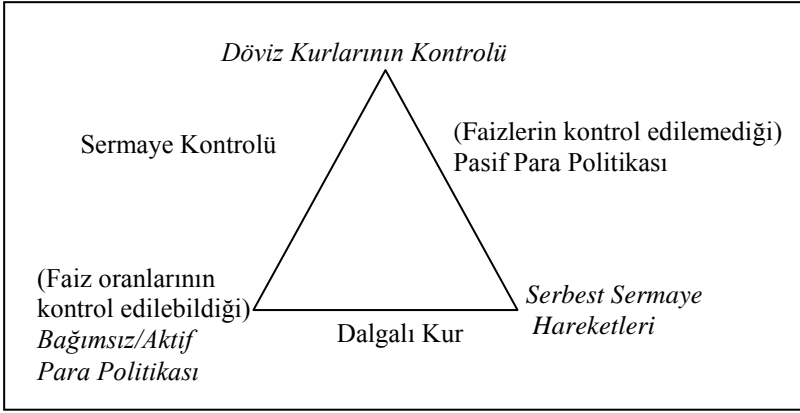 Döviz Kurlarının Kontrolü
Sermaye Kontrolü
(Faizlerin kontrol edilemediği)
Pasif Para Politikası
(Faiz oranlarının
kontrol edilebildiği)
Bağımsız/Aktif
Para Politikası
Dalgalı Kur
Serbest Sermaye
Hareketleri